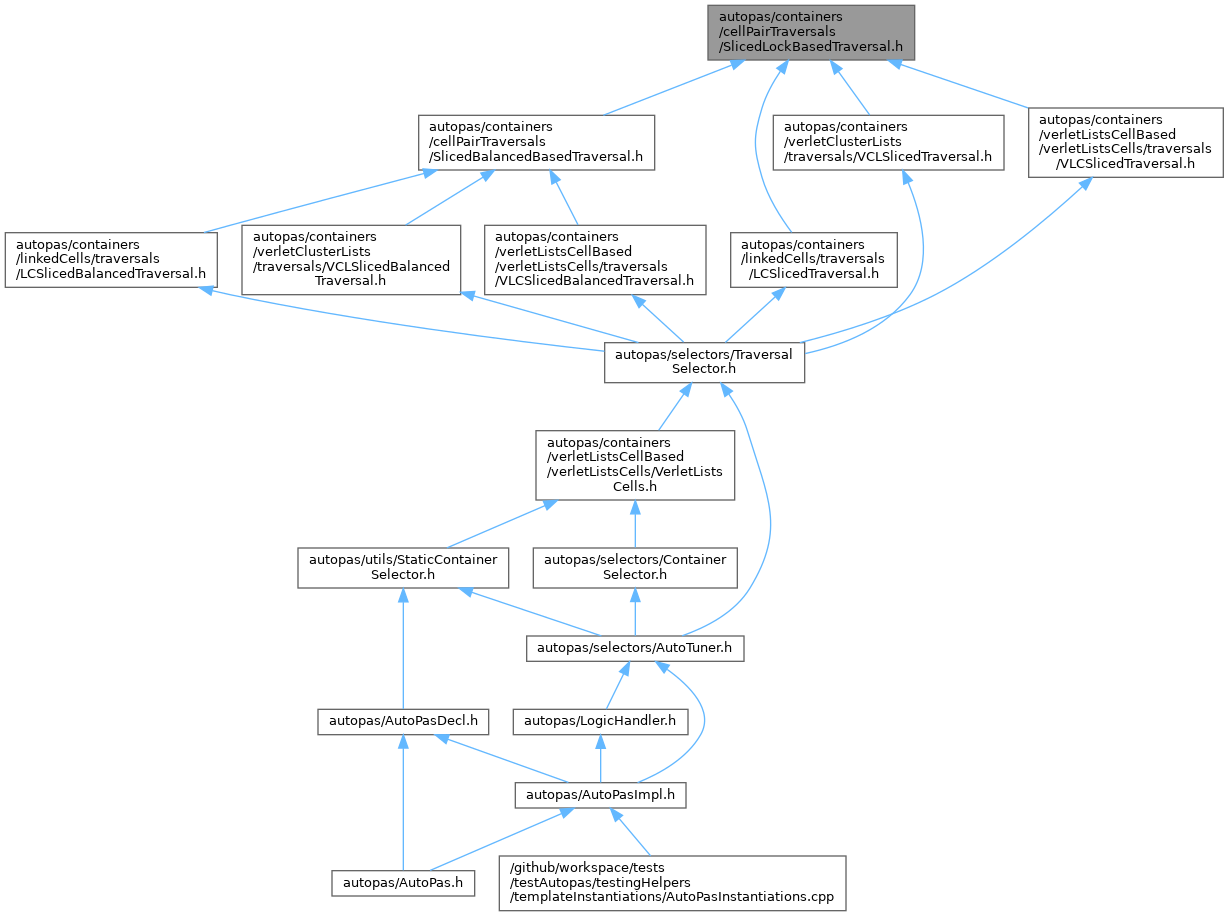 autopas/containers
/cellPairTraversals
/SlicedLockBasedTraversal.h
autopas/containers
/cellPairTraversals
/SlicedBalancedBasedTraversal.h
autopas/containers
/verletClusterLists
/traversals/VCLSlicedTraversal.h
autopas/containers
/verletListsCellBased
/verletListsCells/traversals
/VLCSlicedTraversal.h
autopas/containers
/linkedCells/traversals
/LCSlicedBalancedTraversal.h
autopas/containers
/verletClusterLists
/traversals/VCLSlicedBalanced
Traversal.h
autopas/containers
/verletListsCellBased
/verletListsCells/traversals
/VLCSlicedBalancedTraversal.h
autopas/containers
/linkedCells/traversals
/LCSlicedTraversal.h
autopas/selectors/Traversal
Selector.h
autopas/containers
/verletListsCellBased
/verletListsCells/VerletLists
Cells.h
autopas/utils/StaticContainer
Selector.h
autopas/selectors/Container
Selector.h
autopas/selectors/AutoTuner.h
autopas/AutoPasDecl.h
autopas/LogicHandler.h
autopas/AutoPasImpl.h
autopas/AutoPas.h
/github/workspace/tests
/testAutopas/testingHelpers
/templateInstantiations/AutoPasInstantiations.cpp